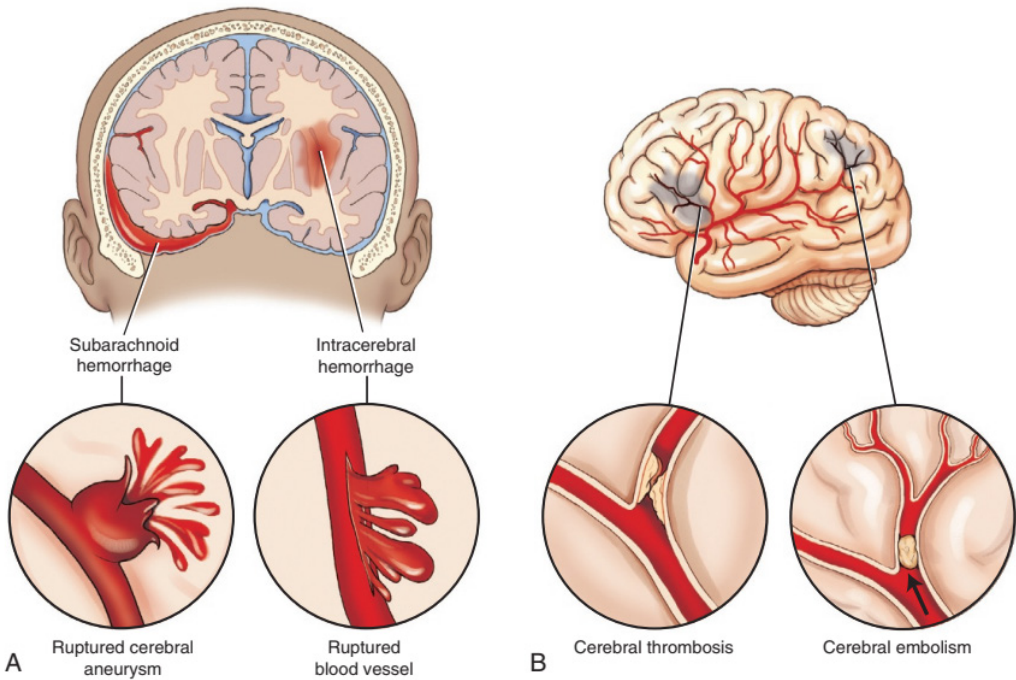 Subarachnoid
hemorrhage
Intracerebral
hemorrhage
Ruptured cerebral
aneurysm
Ruptured
blood vessel
A
Cerebral thrombosis
Cerebral embolism
B